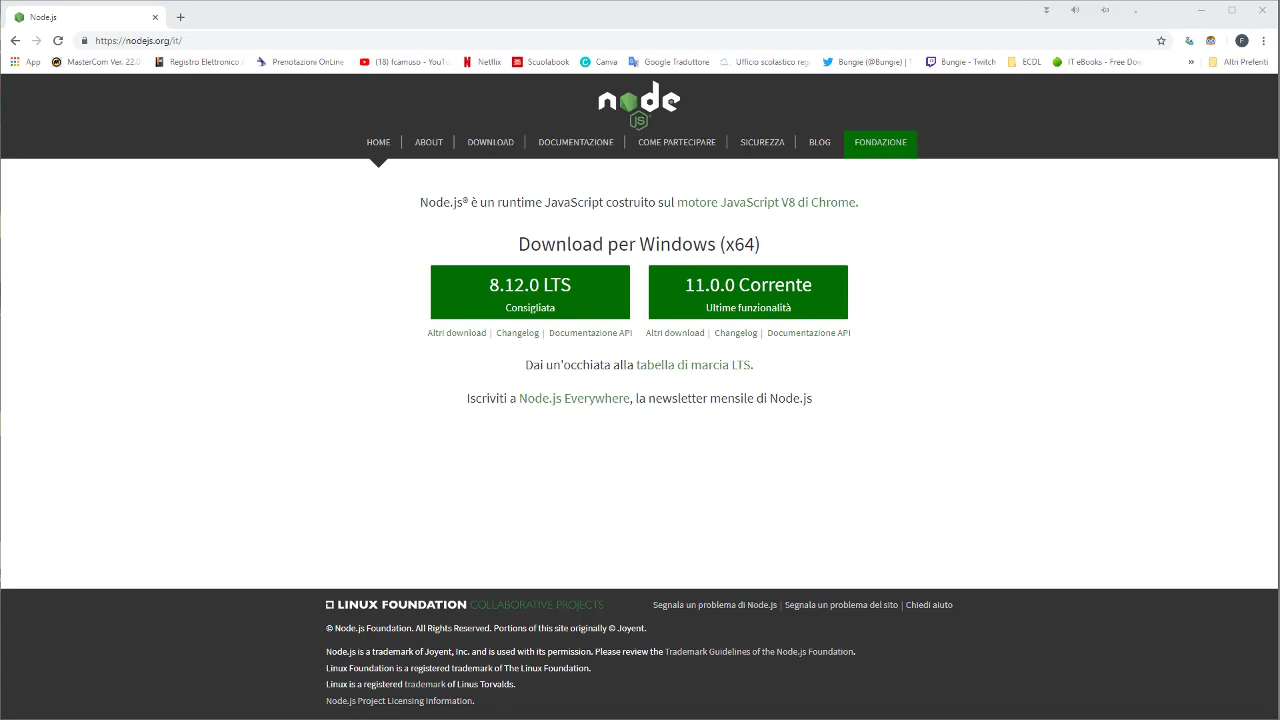 Node.js
https://nodejs.org/it/
App MasterCom Ver. 22.0 Registro Elettronico Prenotazioni OnLine (18) fcamuso - YouTu Netflix Scuolabook Canva Google Traduttore Ufficio scolastico reg Bungie (@Bungie) | Bungie - Twitch ECDL IT eBooks - Free Dow » Altri Preferiti
node
JS
HOME ABOUT DOWNLOAD DOCUMENTAZIONE COME PARTECIPARE SICUREZZA BLOG FONDAZIONE
Node.js® è un runtime JavaScript costruito sul motore JavaScript V8 di Chrome.
Download per Windows (x64)
8.12.0 LTS 11.0.0 Corrente
Consigliata Ultime funzionalità
Altri download | Changelog | Documentazione API Altri download | Changelog | Documentazione API
Dai un'occhiata alla tabella di marcia LTS.
Iscriviti a Node.js Everywhere, la newsletter mensile di Node.js
LINUX FOUNDATION COLLABORATIVE PROJECTS Segnala un problema di Node.js | Segnala un problema del sito | Chiedi aiuto
© Node.js Foundation. All Rights Reserved. Portions of this site originally © Joyent.
Node.js is a trademark of Joyent, Inc. and is used with its permission. Please review the Trademark Guidelines of the Node.js Foundation.
Linux Foundation is a registered trademark of The Linux Foundation.
Linux is a registered trademark of Linus Torvalds.
Node.js Project Licensing Information.